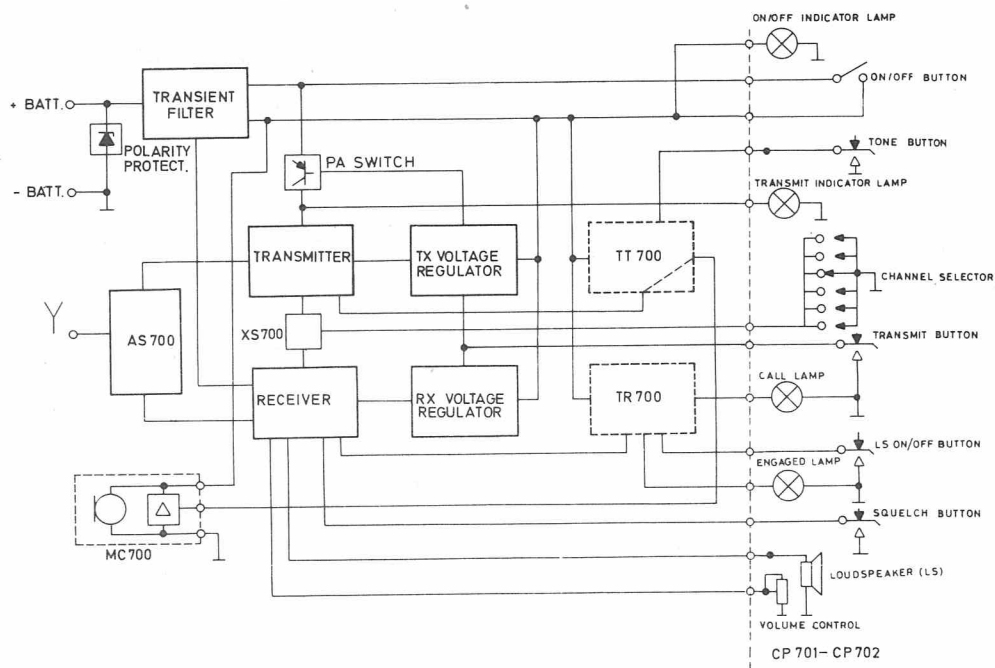 ON/OFF INDICATOR LAMP
ON/OFF BUTTON
+ BATT.
TRANSIENT
FILTER
POLARITY
PROTECT.
- BATT.
PA SWITCH
TONE BUTTON
TRANSMIT INDICATOR LAMP
TRANSMITTER
TX VOLTAGE
REGULATOR
TT 700
CHANNEL SELECTOR
AS 700
XS700
TRANSMIT BUTTON
RECEIVER
RX VOLTAGE
REGULATOR
TR 700
CALL LAMP
LS ON/OFF BUTTON
ENGAGED LAMP
SQUELCH BUTTON
MC700
LOUDSPEAKER (LS)
VOLUME CONTROL
CP 701 – CP 702